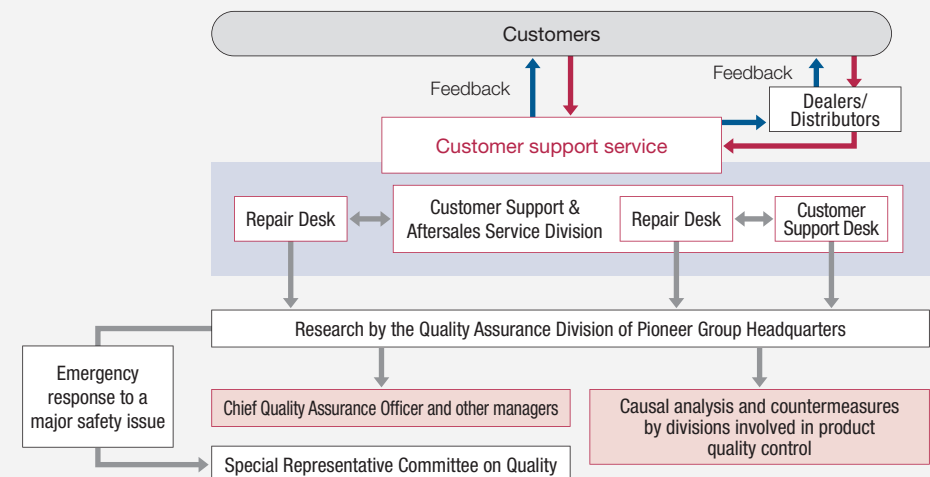 Customers
Feedback
Feedback
Dealers/
Distributors
Customer support service
Repair Desk
Customer Support &
Aftersales Service Division
Repair Desk
Customer
Support Desk
Research by the Quality Assurance Division of Pioneer Group Headquarters
Emergency
response to a
major safety issue
Chief Quality Assurance Officer and other managers
Causal analysis and countermeasures
by divisions involved in product
quality control
Special Representative Committee on Quality